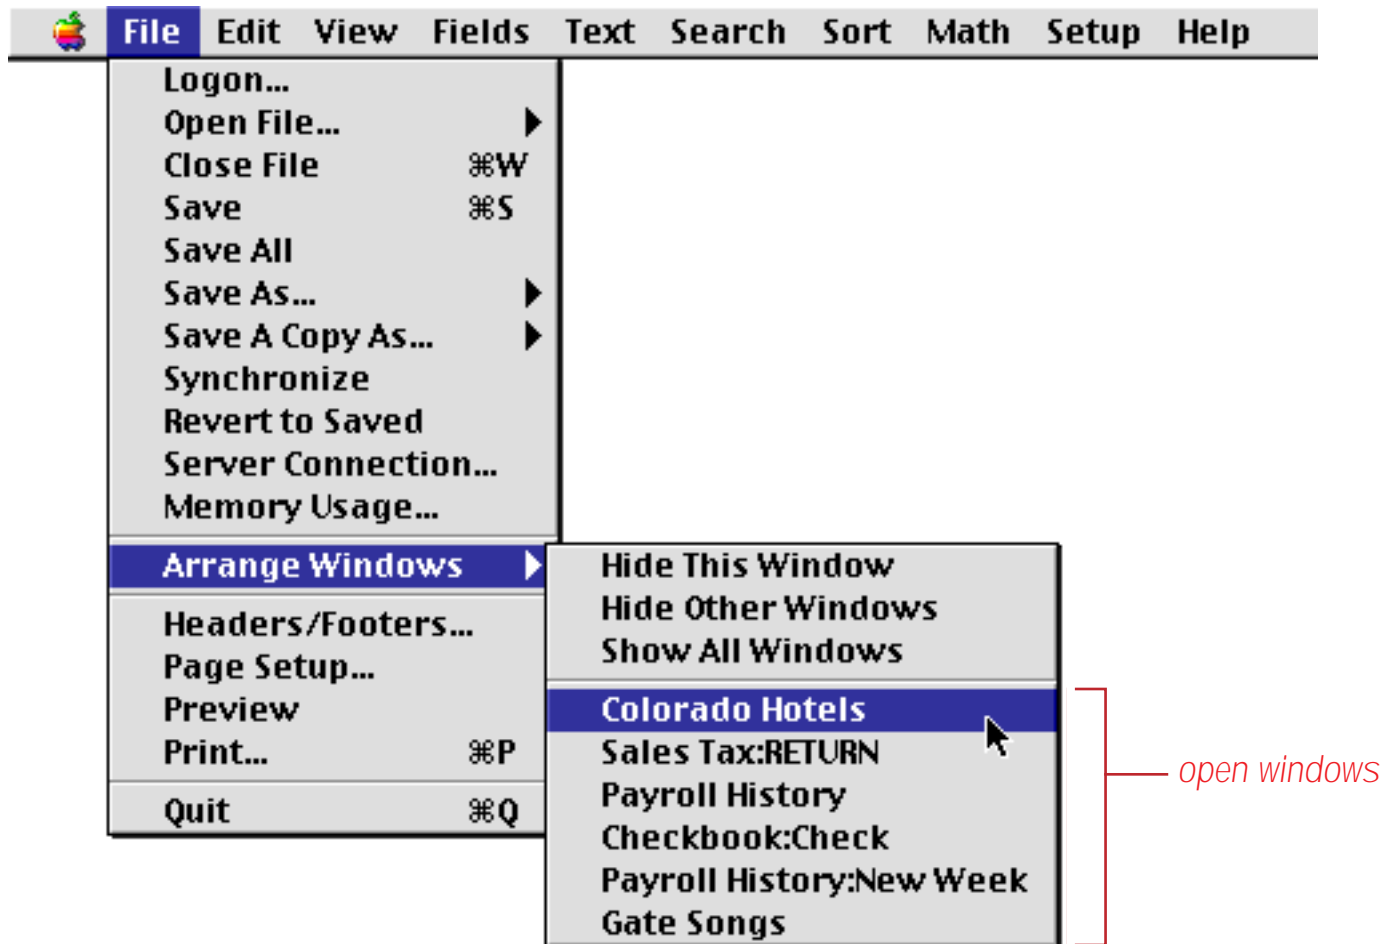 File Edit View Fields Text Search Sort Math Setup Help
Logon...
Open File...
Close File ⌘W
Save ⌘S
Save All
Save As...
Save A Copy As...
Synchronize
Revert to Saved
Server Connection...
Memory Usage...
Arrange Windows
Headers/Footers...
Page Setup...
Preview
Print... ⌘P
Quit ⌘Q
Hide This Window
Hide Other Windows
Show All Windows
Colorado Hotels
Sales Tax:RETURN
Payroll History
Checkbook:Check
Payroll History:New Week
Gate Songs
open windows